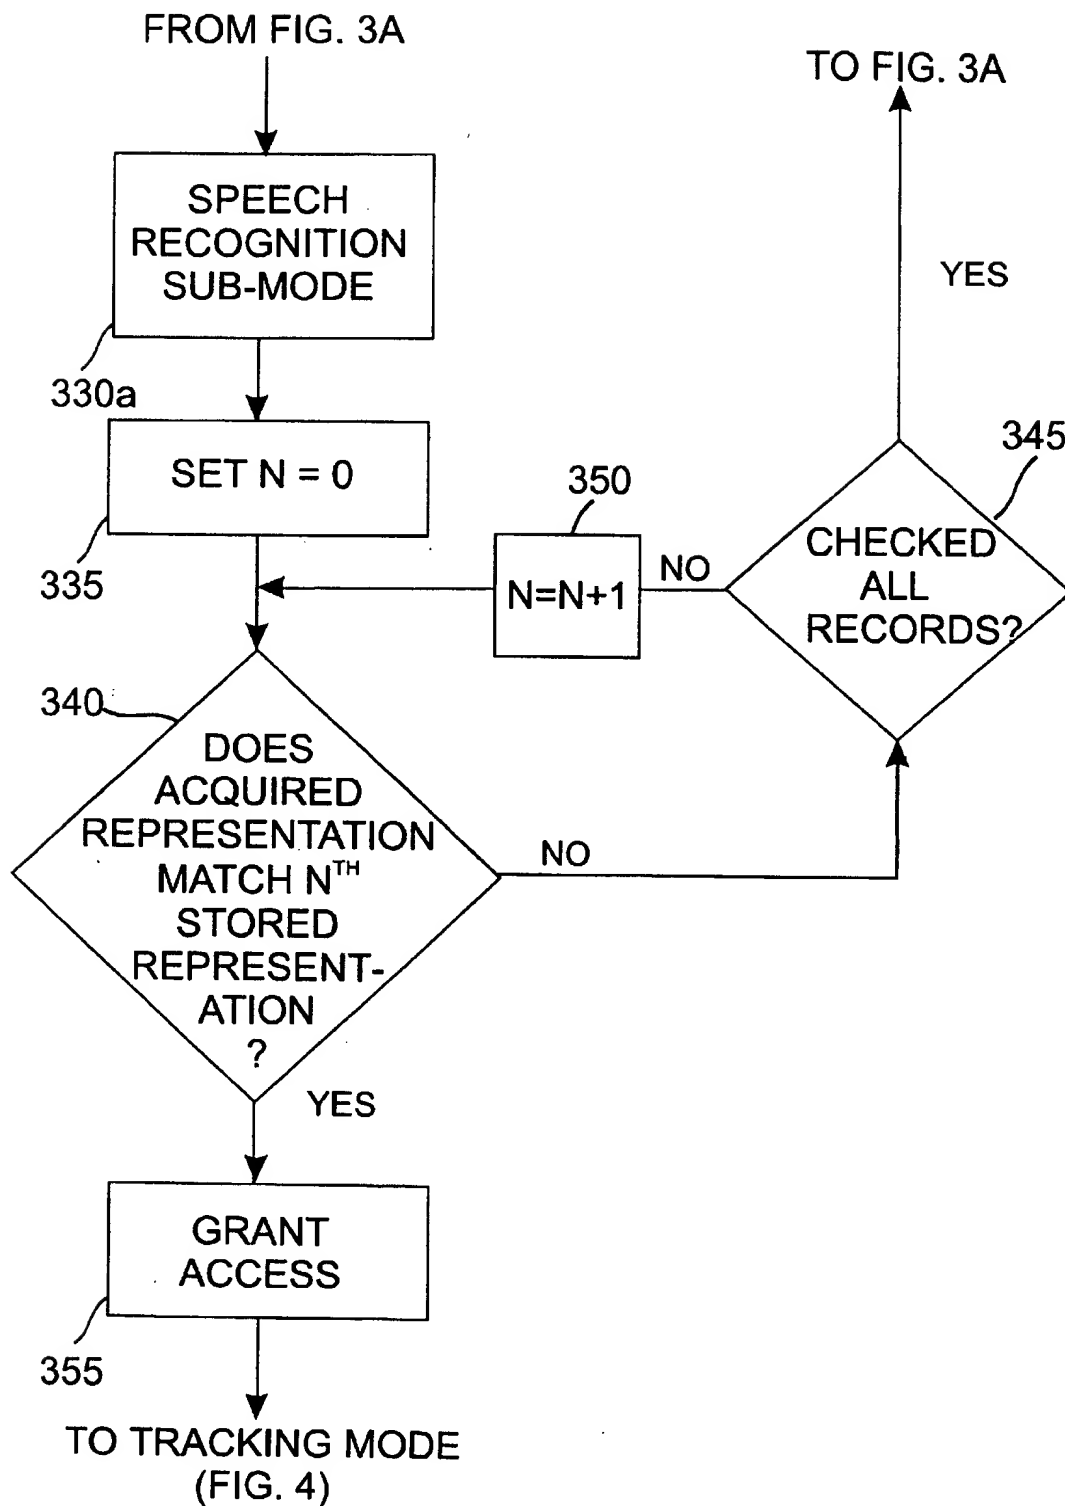 FROM FIG. 3A
TO FIG. 3A
SPEECH
RECOGNITION
SUB-MODE
330a
YES
SET N = 0
335
350
N=N+1
NO
345
CHECKED
ALL
RECORDS?
340
DOES
ACQUIRED
REPRESENTATION
MATCH NTH
STORED
REPRESENT-
ATION
?
NO
YES
GRANT
ACCESS
355
TO TRACKING MODE
(FIG. 4)